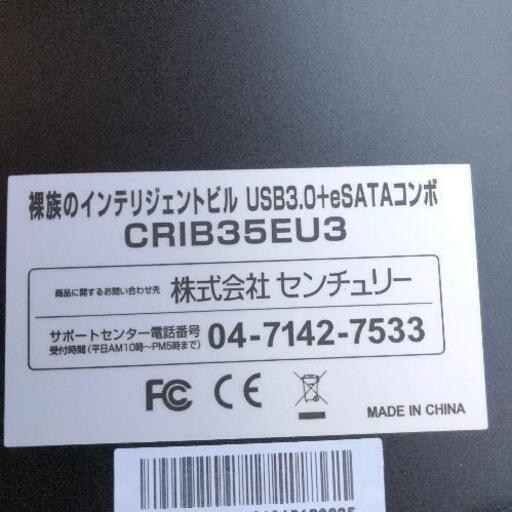 裸族のインテリジェントビル USB3.0+eSATAコンボ
CRIB35EU3
商品に関するお問い合わせ先 株式会社 センチュリー
サポートセンター電話番号 04-7142-7533
受付時間(平日AM10時~PM5時まで)
FC CE
MADE IN CHINA